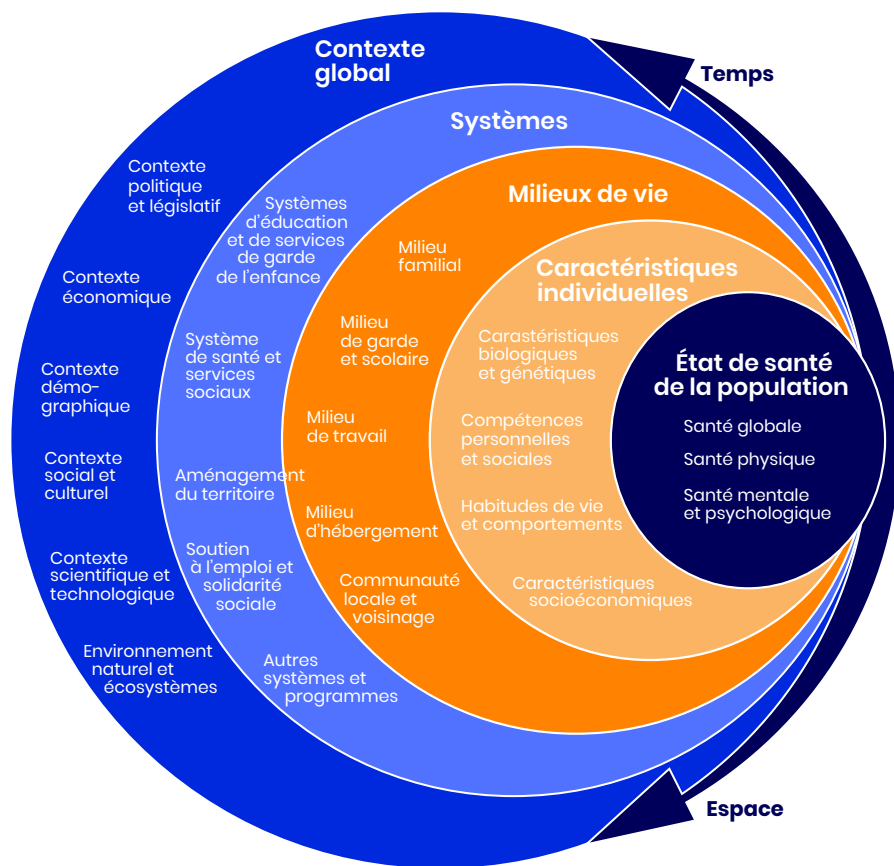 Contexte
global
Temps
Systèmes
Milieux de vie
Caractéristiques
individuelles
État de santé
de la population
Contexte
politique
et législatif
Contexte
économique
Contexte
démo-
graphique
Contexte
social et
culturel
Contexte
scientifique et
technologique
Environnement
naturel et
écosystèmes
Systèmes
d'éducation
et de services
de garde
de l'enfance
Système
de santé et
services
sociaux
Aménagement
du territoire
Soutien
à l'emploi et
solidarité
sociale
Autres
systèmes et
programmes
Milieu
familial
Milieu
de garde
et scolaire
Milieu
de travail
Milieu
d'hébergement
Communauté
locale et
voisinage
Carastéristiques
biologiques
et génétiques
Compétences
personnelles
et sociales
Habitudes de vie
et comportements
Caractéristiques
socioéconomiques
Santé globale
Santé physique
Santé mentale
et psychologique
Espace